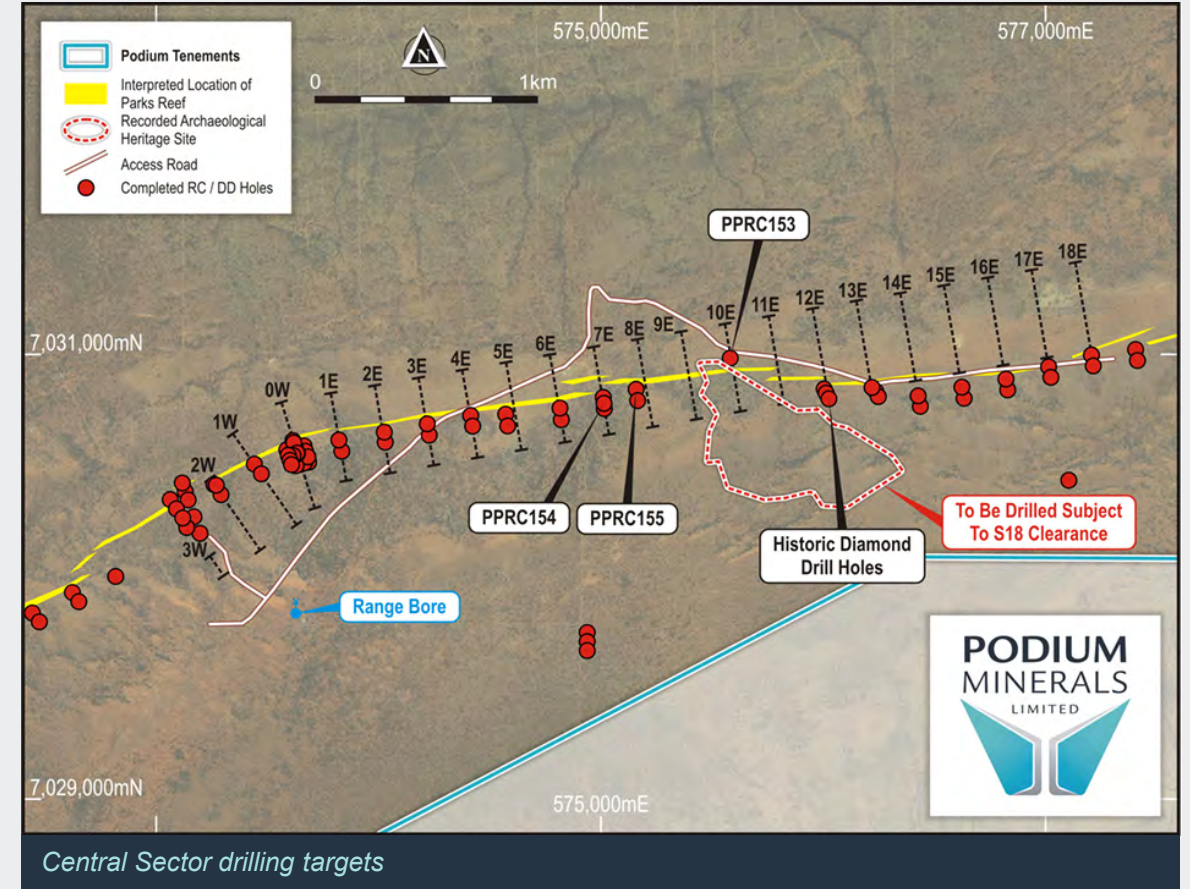 575,000mE
577,000mE
Podium Tenements
Interpreted Location of
Parks Reef
Recorded Archaeological
Heritage Site
Access Road
Completed RC / DD Holes
N
0
1km
PPRC153
18E
17E
16E
15E
14E
13E
12E
11E
10E
9E
8E
7E
6E
5E
4E
3E
2E
1E
0W
1W
2W
3W
7,031,000mN
PPRC154
PPRC155
To Be Drilled Subject
To S18 Clearance
Historic Diamond
Drill Holes
Range Bore
PODIUM
MINERALS
LIMITED
7,029,000mN
575,000mE
Central Sector drilling targets